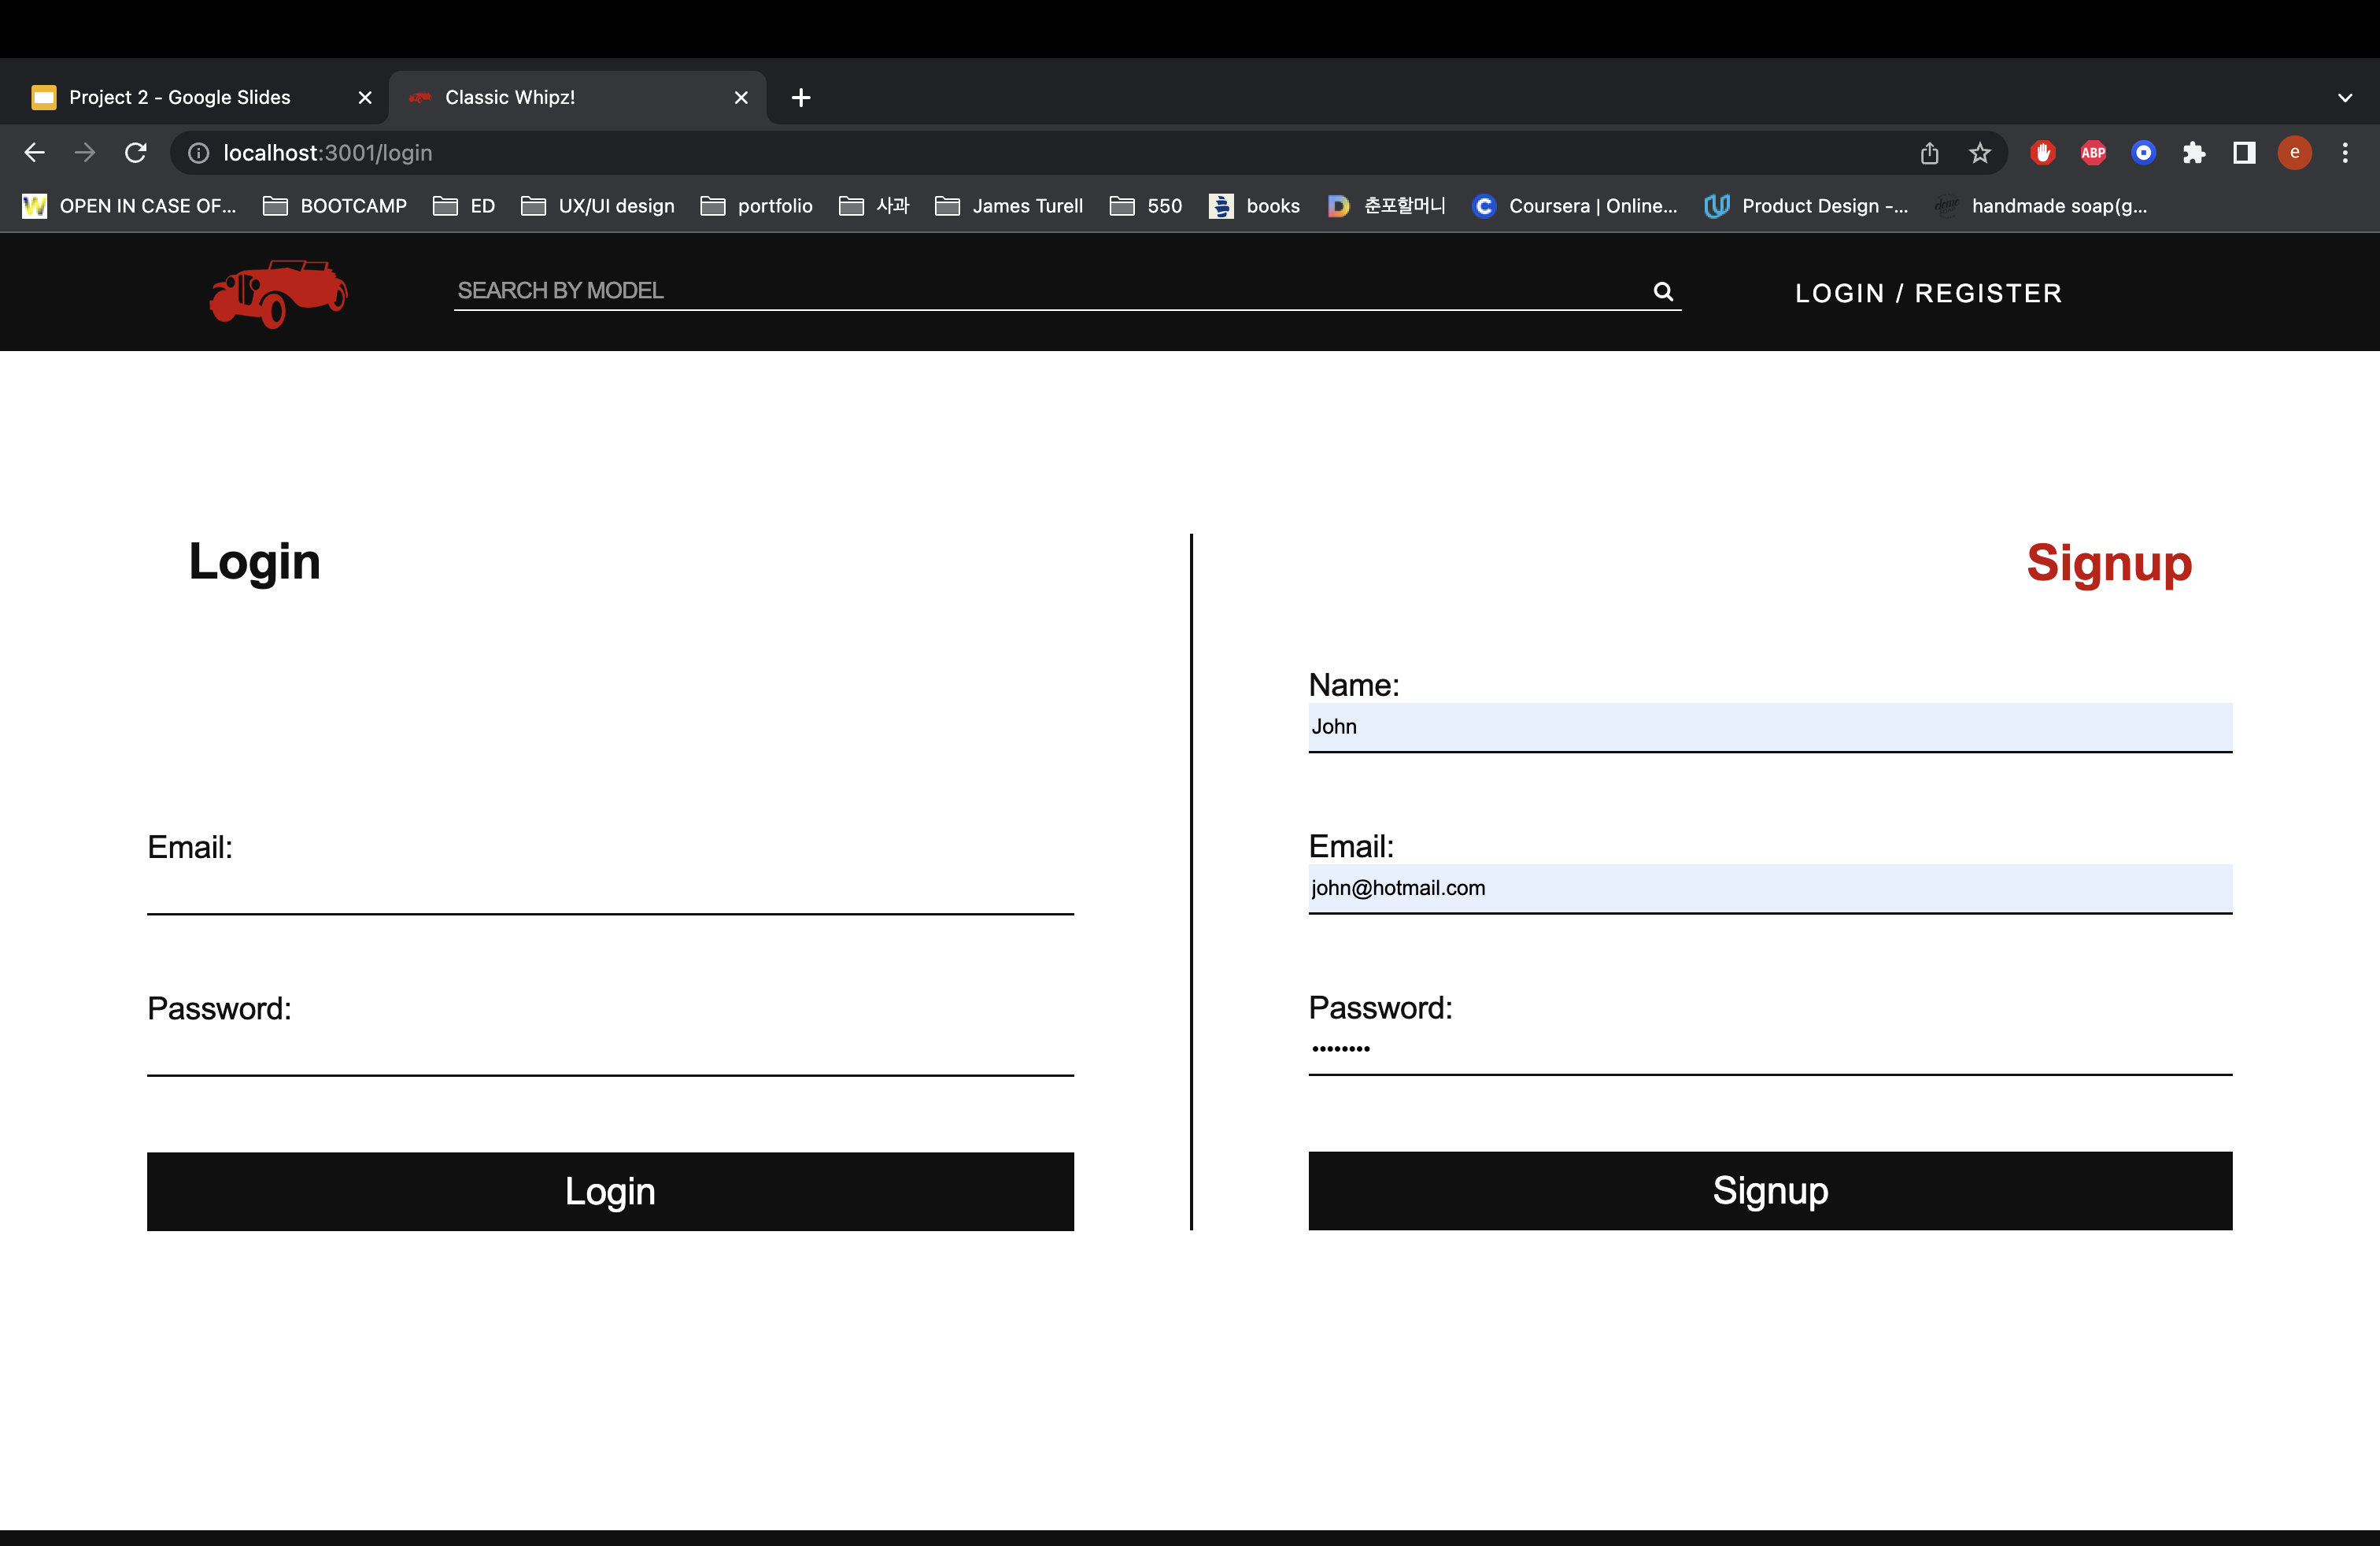 Project 2 - Google Slides
Classic Whipz!
localhost:3001/login
ABP
e
OPEN IN CASE OF...
BOOTCAMP
ED
UX/UI design
portfolio
사과
James Turell
550
books
춘포할머니
Coursera | Online...
Product Design -...
handmade soap(g...
SEARCH BY MODEL
LOGIN / REGISTER
Login
Email:
Password:
Login
Signup
Name:
John
Email:
john@hotmail.com
Password:
••••••••
Signup